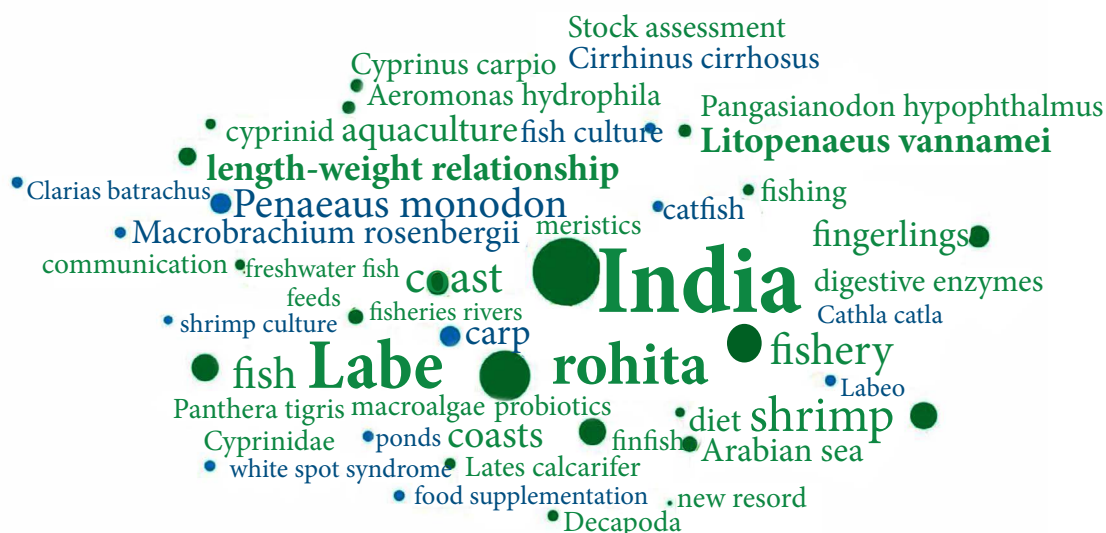 Stock assessment
Cirrhinus cirrhosus
Cyprinus carpio
Aeromonas hydrophila
Pangasianodon hypophthalmus
cyprinid aquaculture fish culture
Litopenaeus vannamei
length-weight relationship
Clarias batrachus
Penaeaus monodon
catfish
fishing
Macrobrachium rosenbergii
meristics
fingerlings
communication
freshwater fish
coast
India
digestive enzymes
feeds
fisheries rivers
Cathla catla
shrimp culture
carp
fishery
fish
Labe
rohita
Labeo
Panthera tigris macroalgae probiotics
diet
shrimp
Cyprinidae
ponds
coasts
finfish
Arabian sea
white spot syndrome
Lates calcarifer
food supplementation
new resord
Decapoda